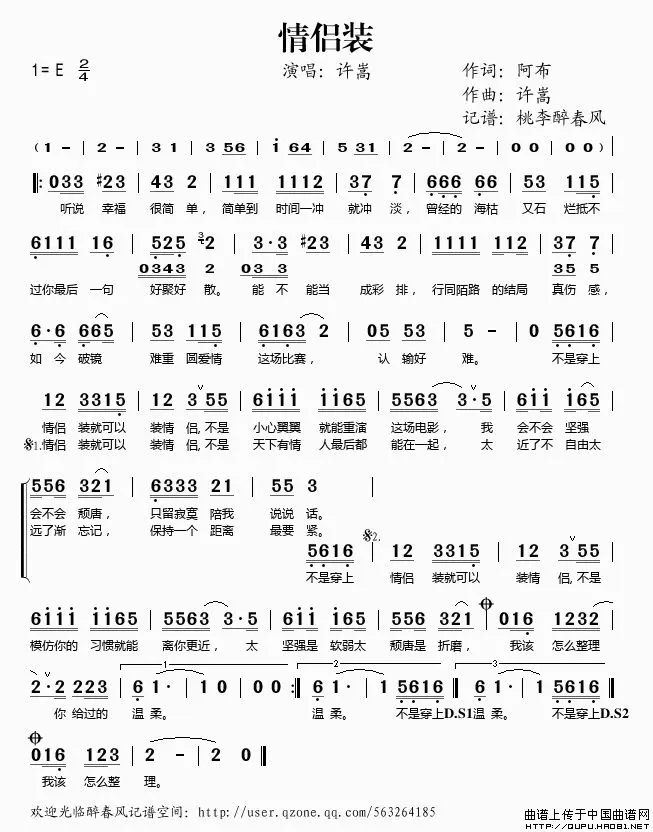 情侣装
1= E 2/4 演唱：许嵩 作词：阿布
作曲：许嵩
记谱：桃李醉春风
( 1 - | 2 - | 3 1 | 3 56 | i 64 | 5 31 | 2 - | 2 - | 00 | 00 )
‖: 033 #23 | 43 2 | 111 1112 | 37 7 | 666 66 | 53 115 |
听说 幸福 很简 单，简单到 时间一冲 就冲 淡，曾经的 海枯 又石 烂抵不
6111 16 | 525 2 | 3·3 #23 | 43 2 | 1111 112 | 37 7 |
0343 2 03 3 35 5
过你最后 一句 好聚好 散。 能 不 能当 成彩 排，行同陌路 的结局 真伤 感，
6·6 665 | 53 115 | 6163 2 | 05 53 | 5 - | 0 5616 |
如 今 破镜 难重 圆爱情 这场比赛， 认 输好 难。 不是穿上
12 3315 | 12 3 55 | 6iii ii65 | 5563 3·5 | 6ii i655 |
情侣 装就可以 装情 侣，不是 小心翼翼 就能重演 这场电影， 我 会不会 坚强
𝄋1.情侣 装就可以 装情 侣，不是 天下有情 人最后都 能在一起， 太 近了不 自由太
556 321 | 6333 21 | 55 3 |
会不会 颓唐， 只留寂寞 陪我 说说 话。
远了渐 忘记， 保持一个 距离 最要 紧。
𝄋2.
5616 | 12 3315 | 12 3 55 |
不是穿上 情侣 装就可以 装情 侣，不是
6iii ii65 | 5563 3·5 | 6iii ii65 | 5563 321 | 016 1232 |
模仿你的 习惯就能 离你更近， 太 坚强是 软弱太 颓唐是 折磨， 我该 怎么整理
1 2 3
2·2 2223 | 6 1· | 10 | 00 :‖ 6 1· | 1 5616 ‖ 6 1· | 1 5616 ‖
你 给过的 温 柔。 温 柔。 不是穿上D.S1温 柔。 不是穿上D.S2
016 123 | 2 - | 2 0 ‖
我该 怎么整 理。
欢迎光临醉春风记谱空间：http://user.qzone.qq.com/563264185
曲谱上传于中国曲谱网
HTTP://QUPU.HAO81.NET